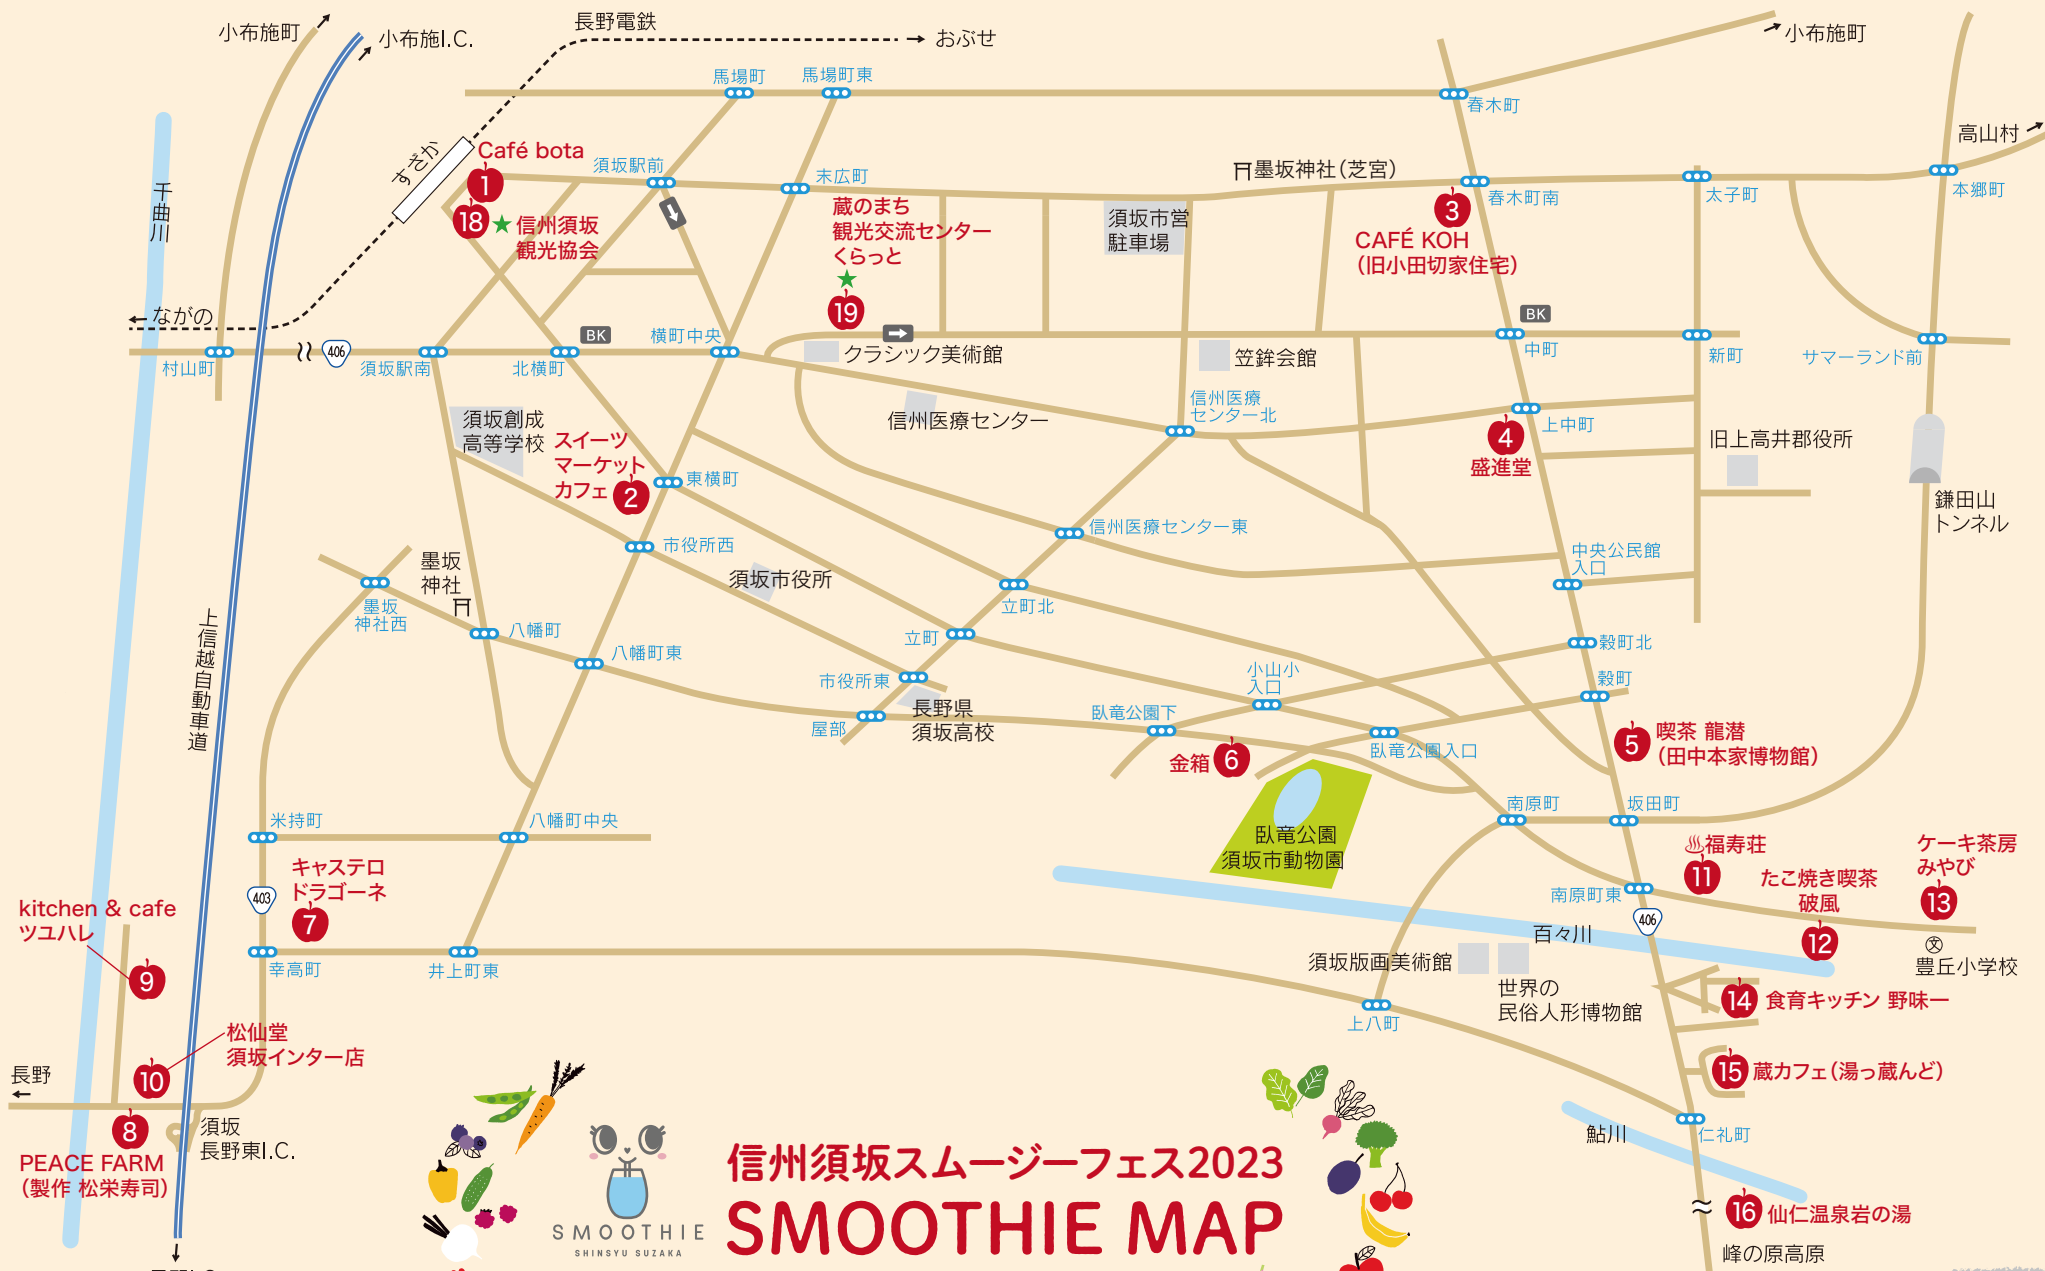 小布施町
小布施I.C.
長野電鉄
おぶせ
小布施町
馬場町
馬場町東
春木町
高山村
すざか
Café bota
1
須坂駅前
末広町
墨坂神社(芝宮)
3
春木町南
太子町
本郷町
千曲川
18
信州須坂
観光協会
蔵のまち
観光交流センター
くらっと
19
須坂市営
駐車場
CAFÉ KOH
(旧小田切家住宅)
ながの
村山町
406
須坂駅南
北横町
BK
横町中央
クラシック美術館
笠鉾会館
BK
中町
新町
サマーランド前
須坂創成
高等学校
スイーツ
マーケット
カフェ
2
東横町
信州医療センター
信州医療
センター北
4
盛進堂
上中町
旧上高井郡役所
鎌田山
トンネル
市役所西
信州医療センター東
中央公民館
入口
墨坂
神社
墨坂
神社西
八幡町
八幡町東
須坂市役所
立町北
立町
市役所東
長野県
須坂高校
屋部
小山小
入口
穀町北
穀町
臥竜公園下
臥竜公園入口
金箱
6
5
喫茶 龍潜
(田中本家博物館)
上信越自動車道
米持町
八幡町中央
臥竜公園
須坂市動物園
南原町
坂田町
福寿荘
11
たこ焼き喫茶
破風
12
ケーキ茶房
みやび
13
キャステロ
ドラゴーネ
7
403
幸高町
井上町東
kitchen & cafe
ツユハレ
9
南原町東
406
百々川
文
豊丘小学校
須坂版画美術館
世界の
民俗人形博物館
上八町
14
食育キッチン 野味一
松仙堂
須坂インター店
10
15
蔵カフェ(湯っ蔵んど)
長野
8
PEACE FARM
(製作 松栄寿司)
須坂
長野東I.C.
鮎川
仁礼町
16
仙仁温泉岩の湯
峰の原高原
SMOOTHIE
SHINSYU SUZAKA
信州須坂スムージーフェス2023
SMOOTHIE MAP